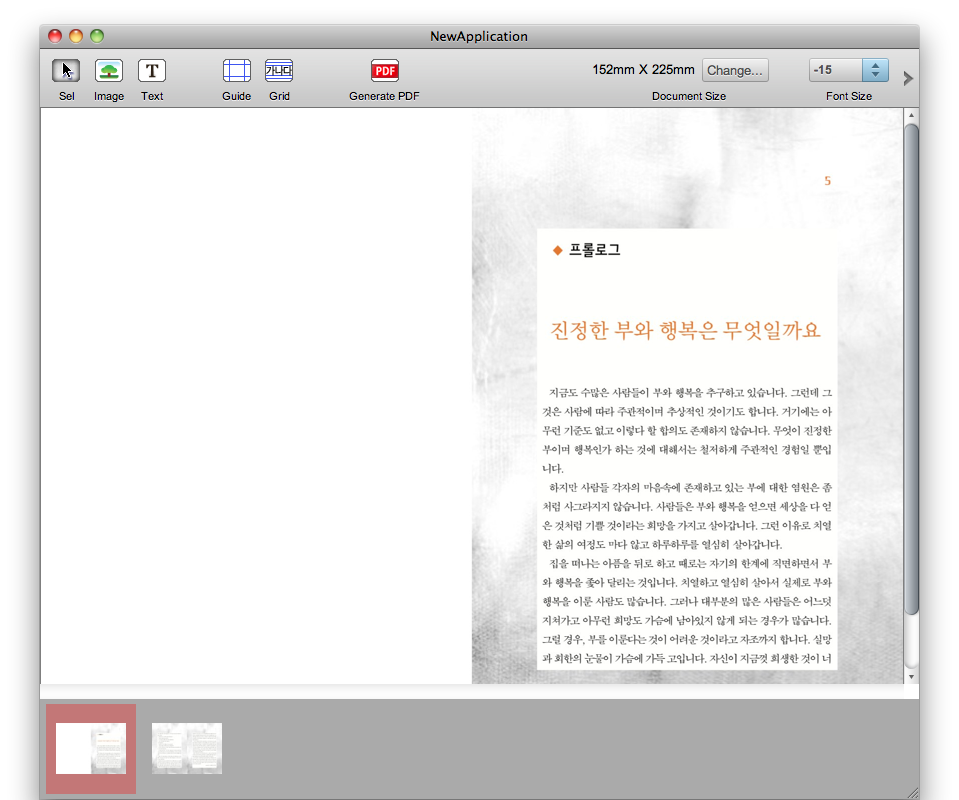 NewApplication
가나다
T
PDF
152mm X 225mm
Change...
-15
Sel
Image
Text
Guide
Grid
Generate PDF
Document Size
Font Size
5
프롤로그
진정한 부와 행복은 무엇일까요
지금도 수많은 사람들이 부와 행복을 추구하고 있습니다. 그런데 그
것은 사람에 따라 주관적이며 추상적인 것이기도 합니다. 거기에는 아
무런 기준도 없고 이렇다 할 합의도 존재하지 않습니다. 무엇이 진정한
부이며 행복인가 하는 것에 대해서는 철저하게 주관적인 경험일 뿐입
니다.
하지만 사람들 각자의 마음속에 존재하고 있는 부에 대한 염원은 좀
처럼 사그라지지 않습니다. 사람들은 부와 행복을 얻으면 세상을 다 얻
은 것처럼 기쁠 것이라는 희망을 가지고 살아갑니다. 그런 이유로 치열
한 삶의 여정도 마다 않고 하루하루를 열심히 살아갑니다.
집을 떠나는 아픔을 뒤로 하고 때로는 자기의 한계에 직면하면서 부
와 행복을 좇아 달리는 것입니다. 치열하고 열심히 살아서 실제로 부와
행복을 이룬 사람도 많습니다. 그러나 대부분의 많은 사람들은 어느덧
지쳐가고 아무런 희망도 가슴에 남아있지 않게 되는 경우가 많습니다.
그럴 경우, 부를 이룬다는 것이 어려운 것이라고 자조까지 합니다. 실망
과 회한의 눈물이 가슴에 가득 고입니다. 자신이 지금껏 희생한 것이 너